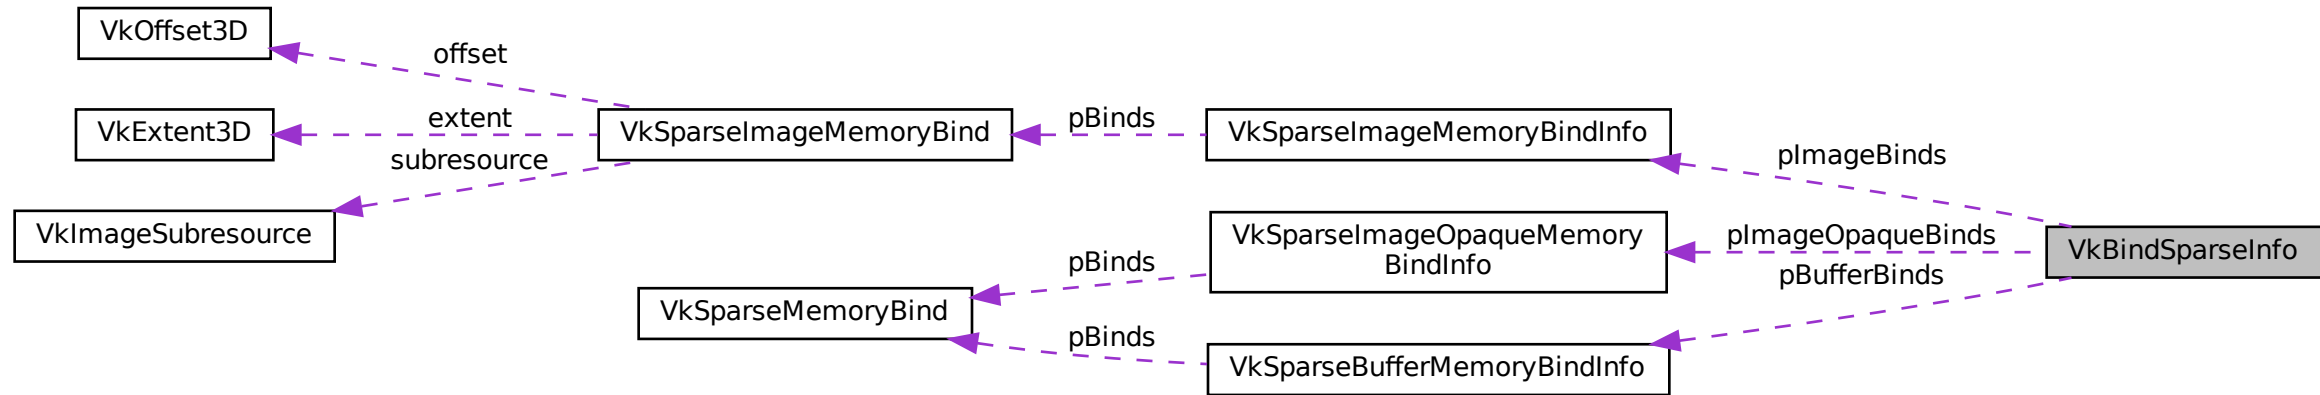 VkOffset3D
offset
VkExtent3D
extent
VkSparseImageMemoryBind
pBinds
VkSparseImageMemoryBindInfo
subresource
pImageBinds
VkImageSubresource
VkSparseImageOpaqueMemory
BindInfo
pImageOpaqueBinds
VkBindSparseInfo
pBinds
pBufferBinds
VkSparseMemoryBind
pBinds
VkSparseBufferMemoryBindInfo